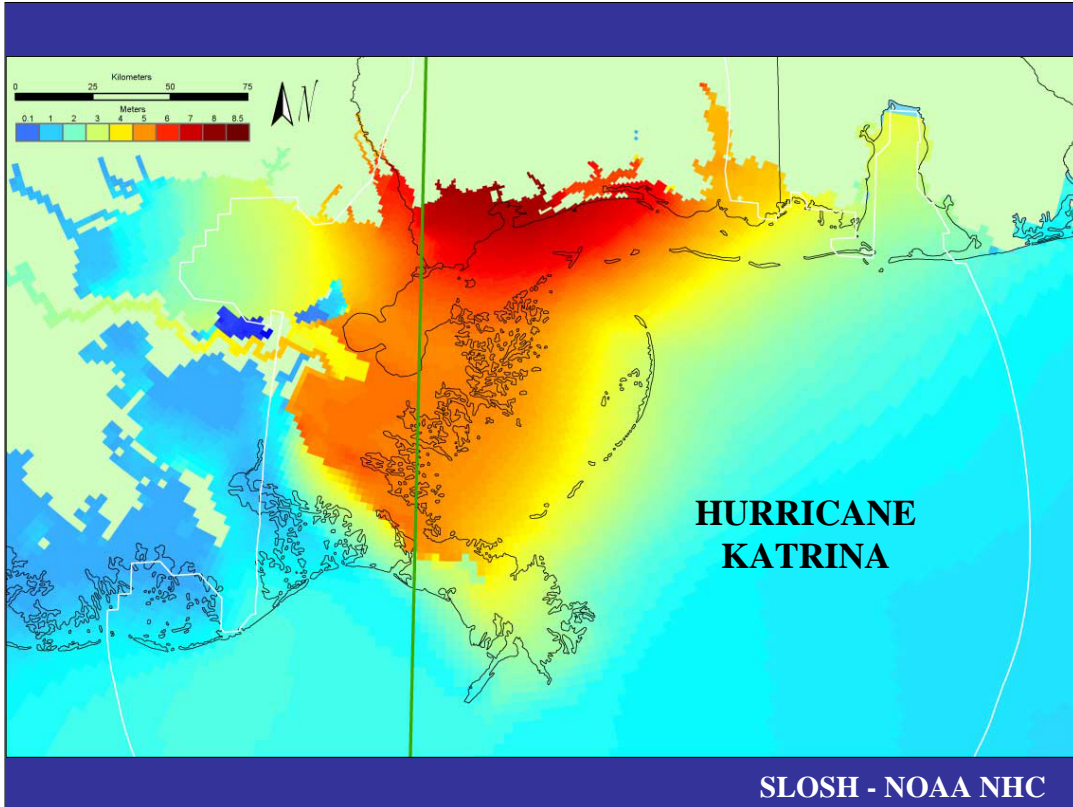 Kilometers
0 25 50 75
Meters
0.1 1 2 3 4 5 6 7 8 8.5
N
HURRICANE
KATRINA
SLOSH - NOAA NHC